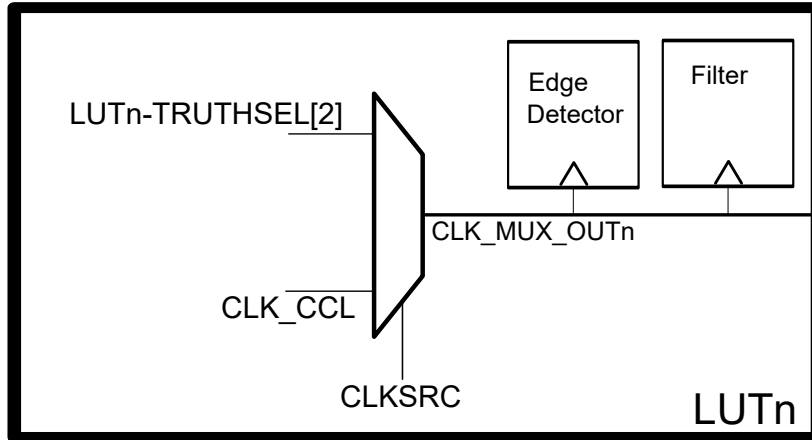 Edge
Detector
Filter
LUTn-TRUTHSEL[2]
CLK_MUX_OUTn
CLK_CCL
CLKSRC
LUTn